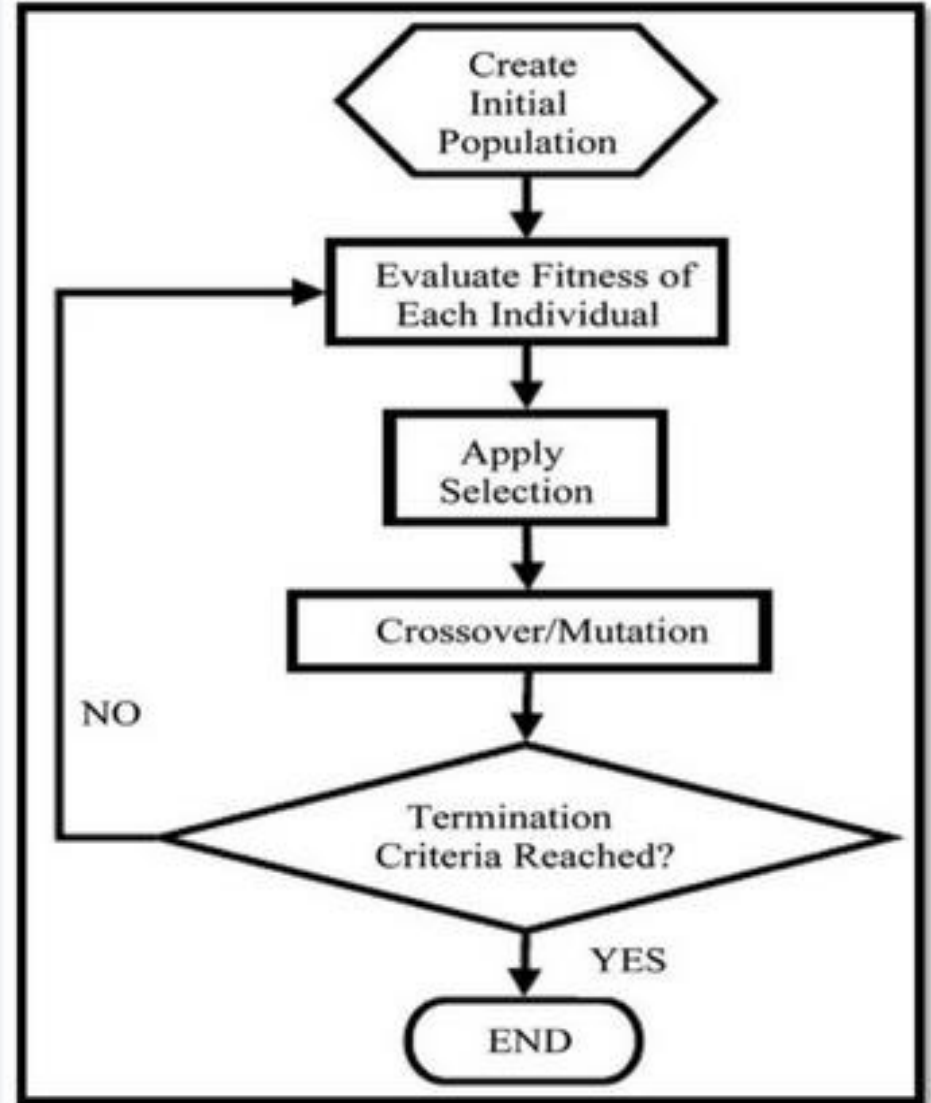 Create
Initial
Population
Evaluate Fitness of
Each Individual
Apply
Selection
Crossover/Mutation
NO
Termination
Criteria Reached?
YES
END